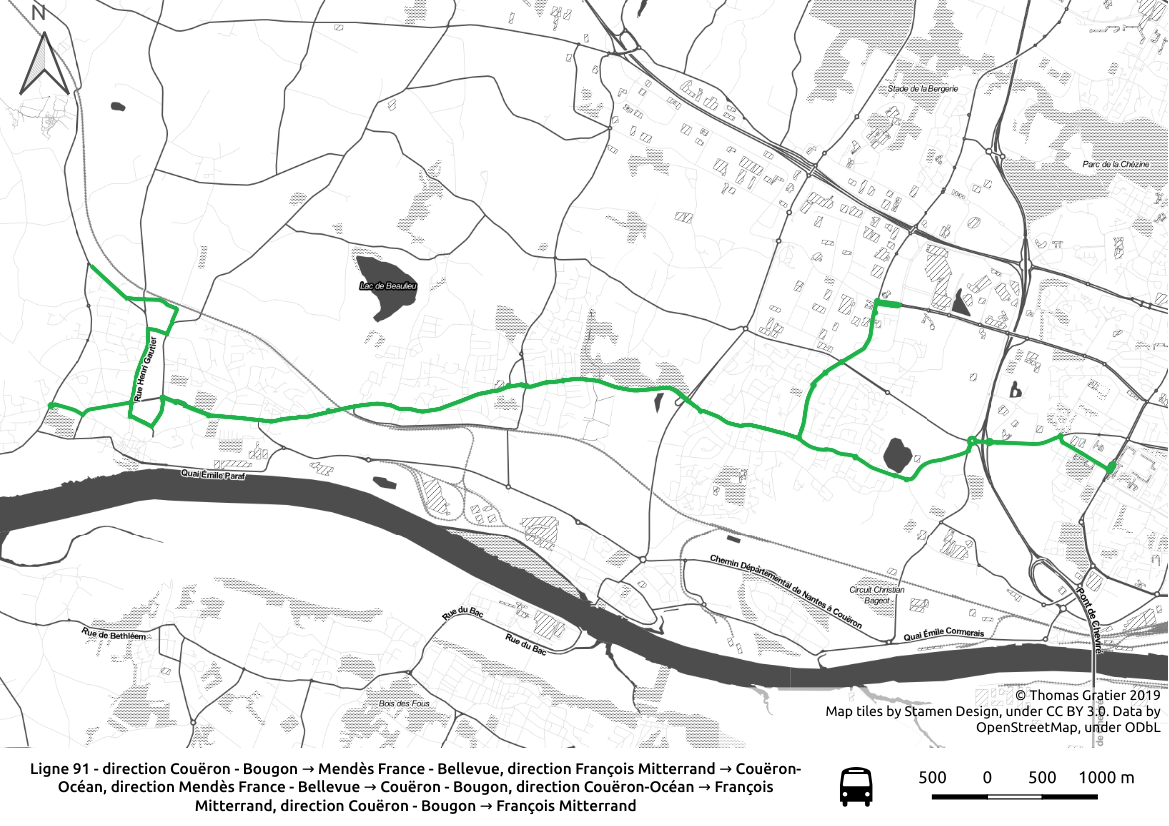 N
Stade de la Bergerie
Parc de la Chézine
Lac de Beaulieu
Rue Henri Gautier
Quai Émile Paraf
Chemin Départemental de Nantes à Couëron
Circuit Christian
Bageot
Pont de Cheviré
Rue du Bac
Rue du Bac
Rue de Bethléem
Quai Émile Cormerais
Bois des Fous
© Thomas Gratier 2019
Map tiles by Stamen Design, under CC BY 3.0. Data by
OpenStreetMap, under ODbL
Ligne 91 - direction Couëron - Bougon → Mendès France - Bellevue, direction François Mitterrand → Couëron-
Océan, direction Mendès France - Bellevue → Couëron - Bougon, direction Couëron-Océan → François
Mitterrand, direction Couëron - Bougon → François Mitterrand
500 0 500 1000 m